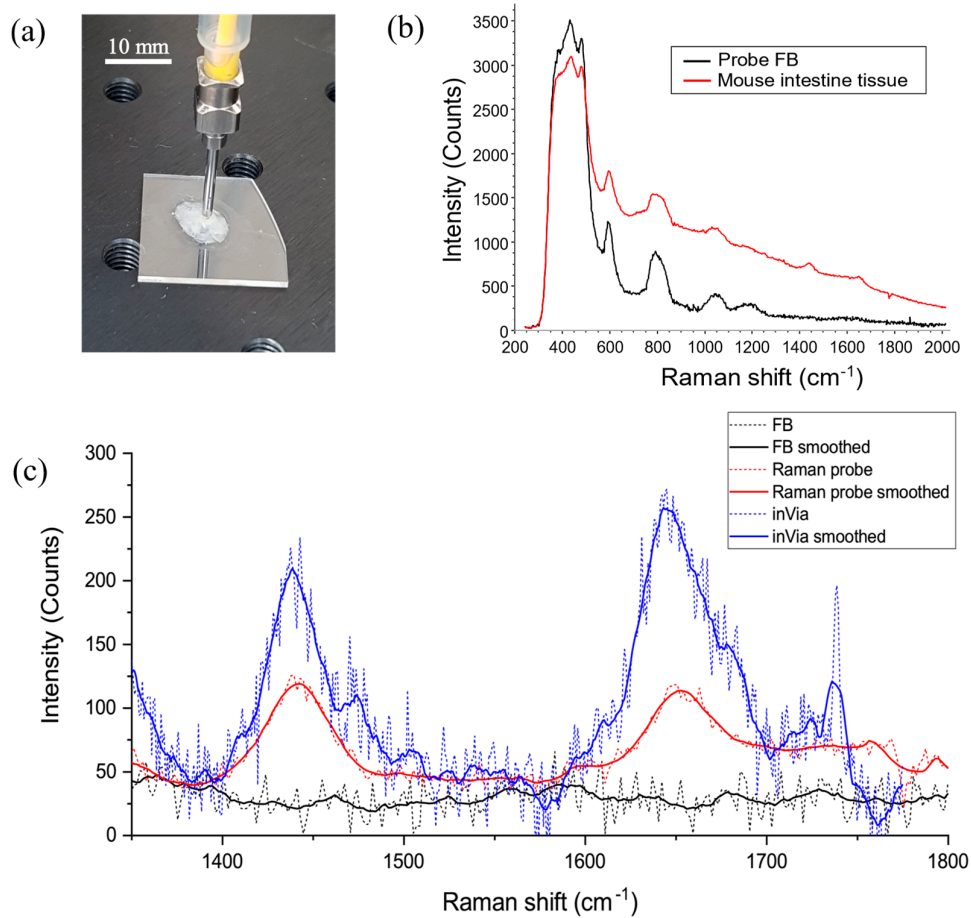 (a)
10 mm
(b)
3500
3000
2500
2000
1500
1000
500
0
Intensity (Counts)
Probe FB
Mouse intestine tissue
200
400
600
800
1000
1200
1400
1600
1800
2000
Raman shift (cm⁻¹)
(c)
300
250
200
150
100
50
0
Intensity (Counts)
FB
FB smoothed
Raman probe
Raman probe smoothed
inVia
inVia smoothed
1400
1500
1600
1700
1800
Raman shift (cm⁻¹)